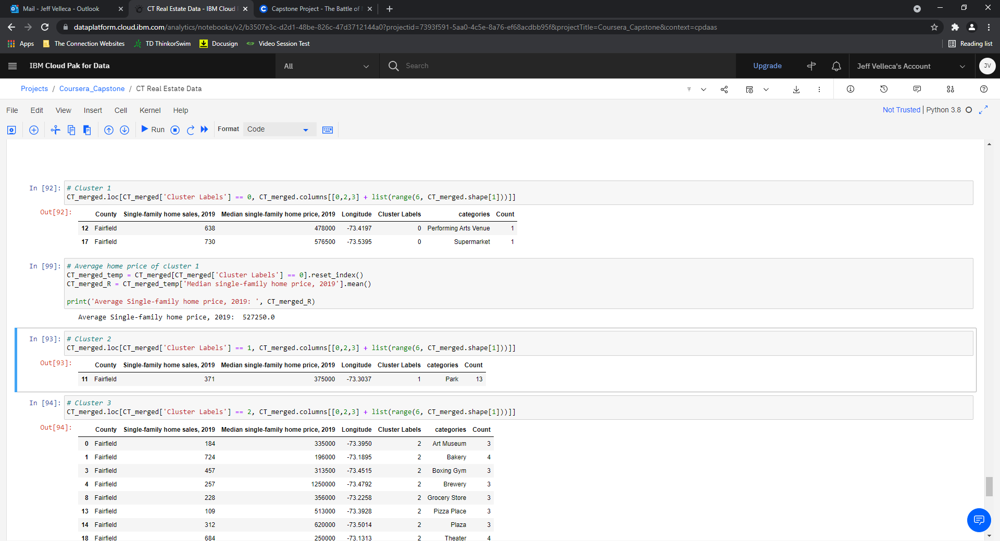 Mail - Jeff Velleca - Outlook
CT Real Estate Data - IBM Cloud
Capstone Project - The Battle of
dataplatform.cloud.ibm.com/analytics/notebooks/v2/b3507e3c-d2d1-48be-826c-47d3712144a0?projectid=7393f591-5aa0-4c5e-8a76-ef68acdbb95f&projectTitle=Coursera_Capstone&context=cpdaas
Apps The Connection Websites TD ThinkorSwim Docusign Video Session Test Reading list
IBM Cloud Pak for Data All Search Upgrade Jeff Velleca's Account JV
Projects / Coursera_Capstone / CT Real Estate Data
File Edit View Insert Cell Kernel Help Not Trusted | Python 3.8
Run Format Code
In [92]: # Cluster 1
CT_merged.loc[CT_merged['Cluster Labels'] == 0, CT_merged.columns[[0,2,3] + list(range(6, CT_merged.shape[1]))]]
Out[92]:
County Single-family home sales, 2019 Median single-family home price, 2019 Longitude Cluster Labels categories Count
12 Fairfield 638 478000 -73.4197 0 Performing Arts Venue 1
17 Fairfield 730 576500 -73.5395 0 Supermarket 1
In [99]: # Average home price of cluster 1
CT_merged_temp = CT_merged[CT_merged['Cluster Labels'] == 0].reset_index()
CT_merged_R = CT_merged_temp['Median single-family home price, 2019'].mean()
print('Average Single-family home price, 2019: ', CT_merged_R)
Average Single-family home price, 2019:  527250.0
In [93]: # Cluster 2
CT_merged.loc[CT_merged['Cluster Labels'] == 1, CT_merged.columns[[0,2,3] + list(range(6, CT_merged.shape[1]))]]
Out[93]:
County Single-family home sales, 2019 Median single-family home price, 2019 Longitude Cluster Labels categories Count
11 Fairfield 371 375000 -73.3037 1 Park 13
In [94]: # Cluster 3
CT_merged.loc[CT_merged['Cluster Labels'] == 2, CT_merged.columns[[0,2,3] + list(range(6, CT_merged.shape[1]))]]
Out[94]:
County Single-family home sales, 2019 Median single-family home price, 2019 Longitude Cluster Labels categories Count
0 Fairfield 184 335000 -73.3950 2 Art Museum 3
1 Fairfield 724 196000 -73.1895 2 Bakery 4
3 Fairfield 457 313500 -73.4515 2 Boxing Gym 3
4 Fairfield 257 1250000 -73.4792 2 Brewery 3
8 Fairfield 228 356000 -73.2258 2 Grocery Store 3
13 Fairfield 109 513000 -73.3928 2 Pizza Place 3
14 Fairfield 312 620000 -73.5014 2 Plaza 3
18 Fairfield 684 250000 -73.1313 2 Theater 4